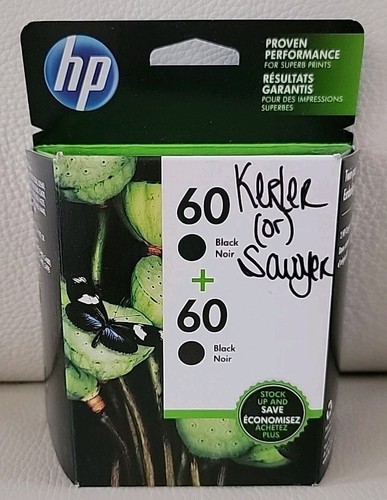 hp
PROVEN
PERFORMANCE
FOR SUPERB PRINTS
RÉSULTATS
GARANTIS
POUR DES IMPRESSIONS
SUPERBES
60
Black
Noir
+
60
Black
Noir
(or)
Sawyer
STOCK
UP AND
SAVE
ÉCONOMISEZ
ACHETEZ
PLUS